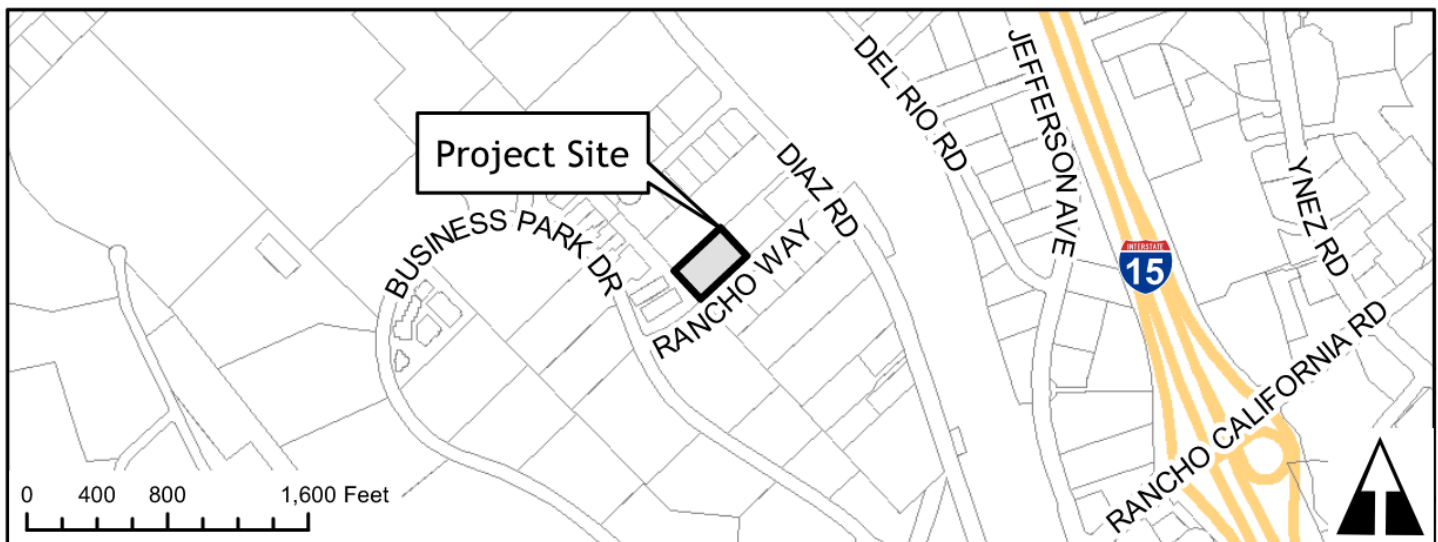 DEL RIO RD
JEFFERSON AVE
Project Site
DIAZ RD
YNEZ RD
BUSINESS PARK DR
RANCHO WAY
INTERSTATE
15
RANCHO CALIFORNIA RD
0 400 800 1,600 Feet